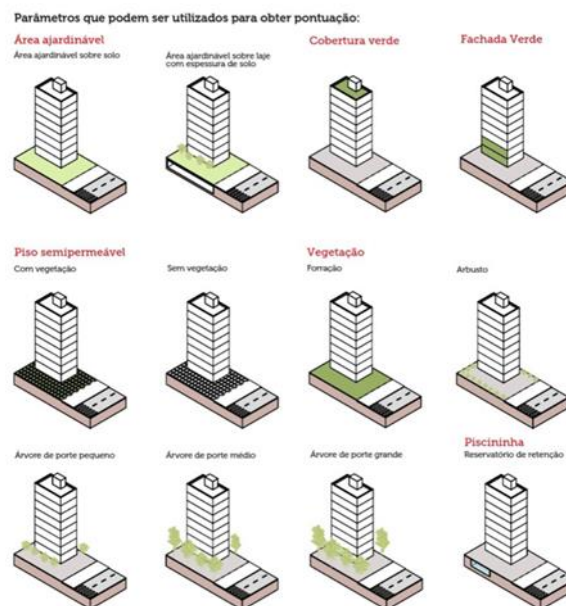 Parâmetros que podem ser utilizados para obter pontuação:
Área ajardinável
Área ajardinável sobre solo
Área ajardinável sobre laje
com espessura de solo
Cobertura verde
Fachada Verde
Piso semipermeável
Com vegetação
Sem vegetação
Vegetação
Forração
Arbusto
Árvore de porte pequeno
Árvore de porte médio
Árvore de porte grande
Piscininha
Reservatório de retenção